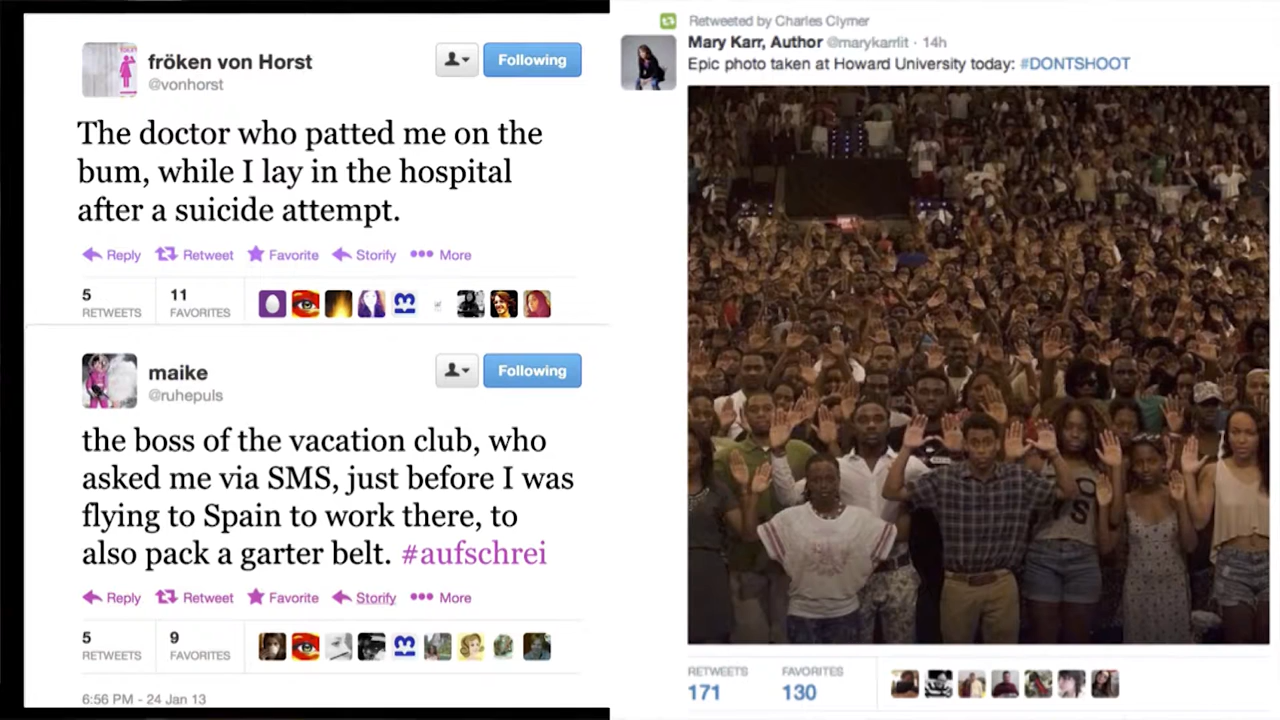 fröken von Horst
@vonhorst
Following
The doctor who patted me on the
bum, while I lay in the hospital
after a suicide attempt.
Reply Retweet Favorite Storify More
5
RETWEETS
11
FAVORITES
maike
@ruhepuls
Following
the boss of the vacation club, who
asked me via SMS, just before I was
flying to Spain to work there, to
also pack a garter belt. #aufschrei
Reply Retweet Favorite Storify More
5
RETWEETS
9
FAVORITES
6:56 PM - 24 Jan 13
Retweeted by Charles Clymer
Mary Karr, Author @marykarrlit · 14h
Epic photo taken at Howard University today: #DONTSHOOT
RETWEETS
171
FAVORITES
130